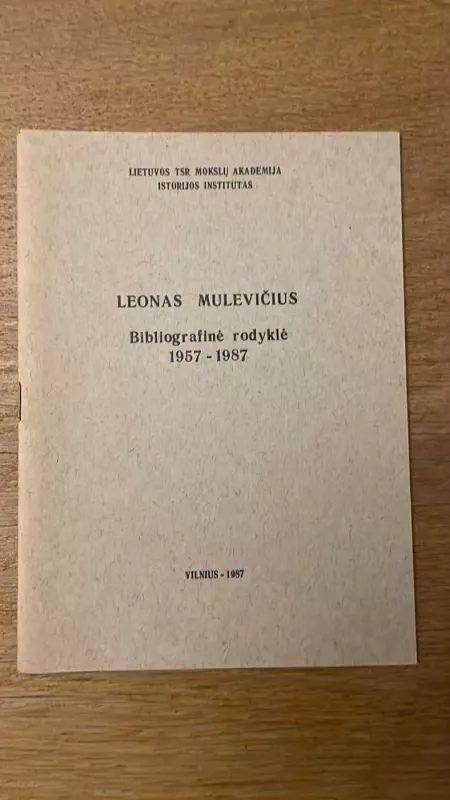 LIETUVOS TSR MOKSLŲ AKADEMIJA
ISTORIJOS INSTITUTAS
LEONAS MULEVIČIUS
Bibliografinė rodyklė
1957 - 1987
VILNIUS - 1987